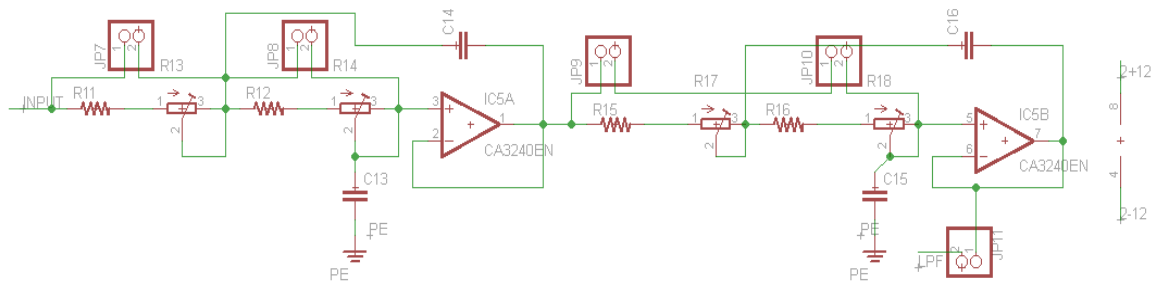 C14
C16
JP7
1 2
R13
JP8
1 2
R14
JP9
1 2
R17
JP10
1 2
R18
2+12
INPUT
R11
1 3
2
R12
1 3
2
3
2
1
IC5A
CA3240EN
R15
1 3
2
R16
1 3
2
5
6
7
IC5B
CA3240EN
8
4
C13
C15
PE
PE
PE
PE
2-12
LPF
2 1
JP11